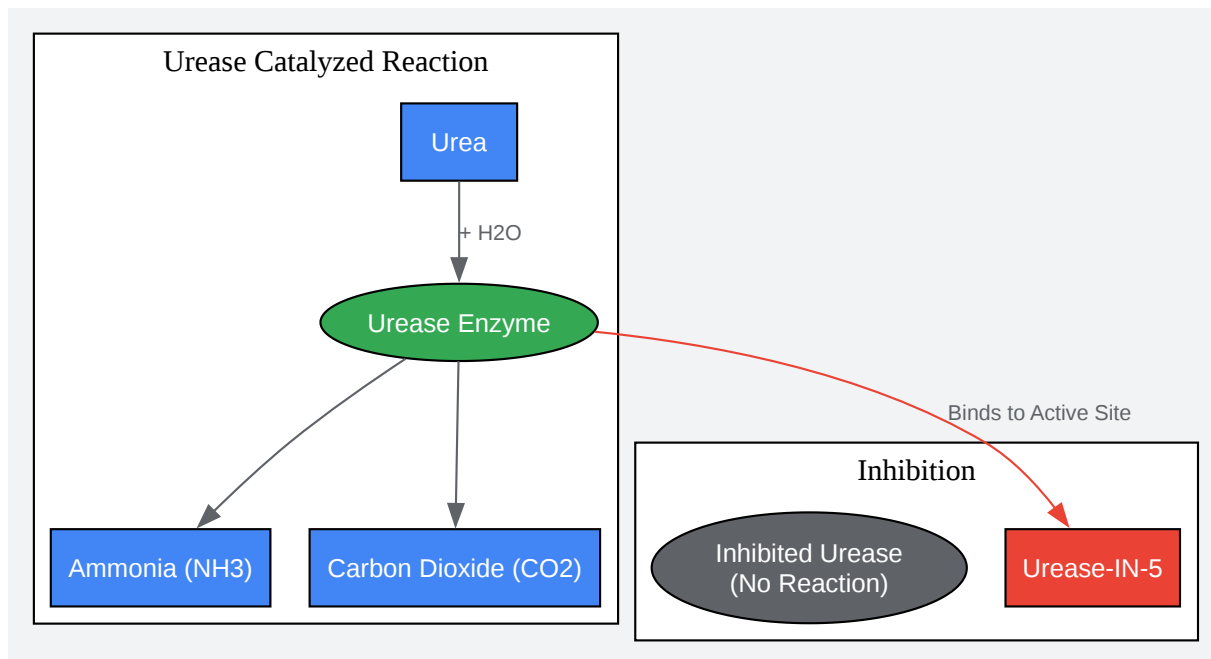 Urease Catalyzed Reaction
Urea
+ H2O
Urease Enzyme
Binds to Active Site
Inhibition
Ammonia (NH3)
Carbon Dioxide (CO2)
Inhibited Urease
(No Reaction)
Urease-IN-5